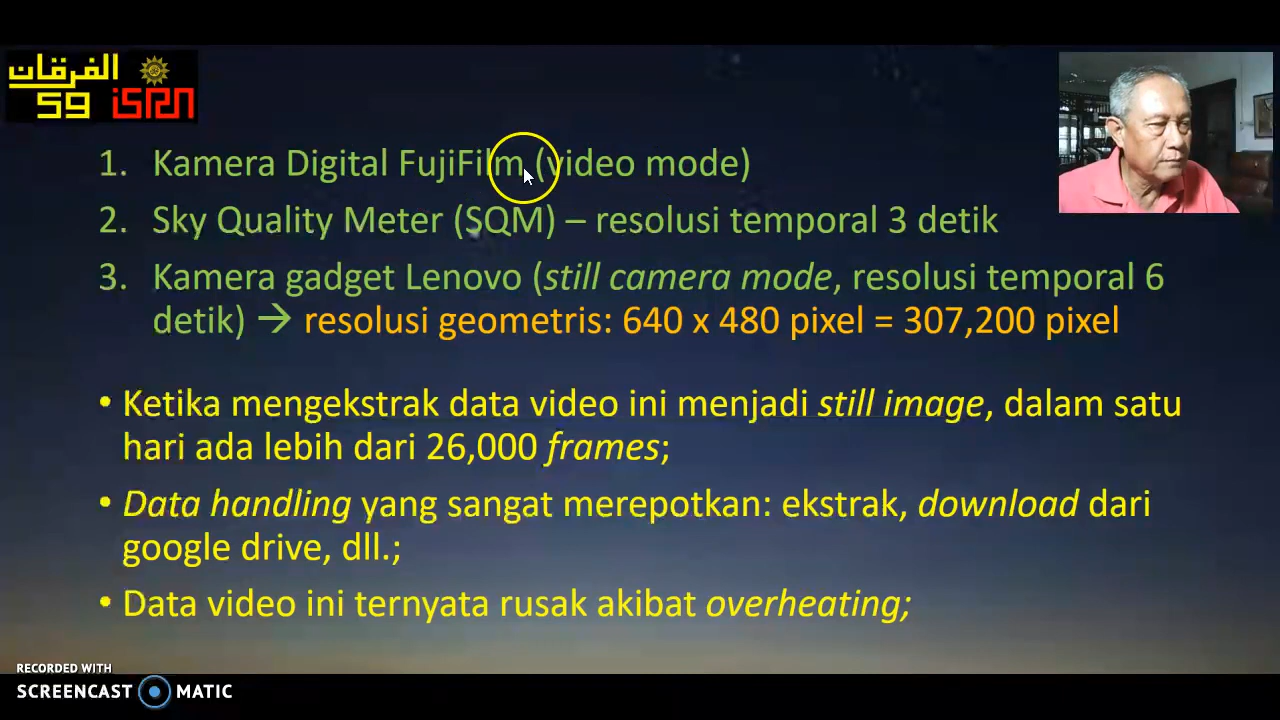 الفرقان
59 isrn
1. Kamera Digital FujiFilm (video mode)
2. Sky Quality Meter (SQM) – resolusi temporal 3 detik
3. Kamera gadget Lenovo (still camera mode, resolusi temporal 6
detik) → resolusi geometris: 640 x 480 pixel = 307,200 pixel
• Ketika mengekstrak data video ini menjadi still image, dalam satu
hari ada lebih dari 26,000 frames;
• Data handling yang sangat merepotkan: ekstrak, download dari
google drive, dll.;
• Data video ini ternyata rusak akibat overheating;
RECORDED WITH
SCREENCAST MATIC